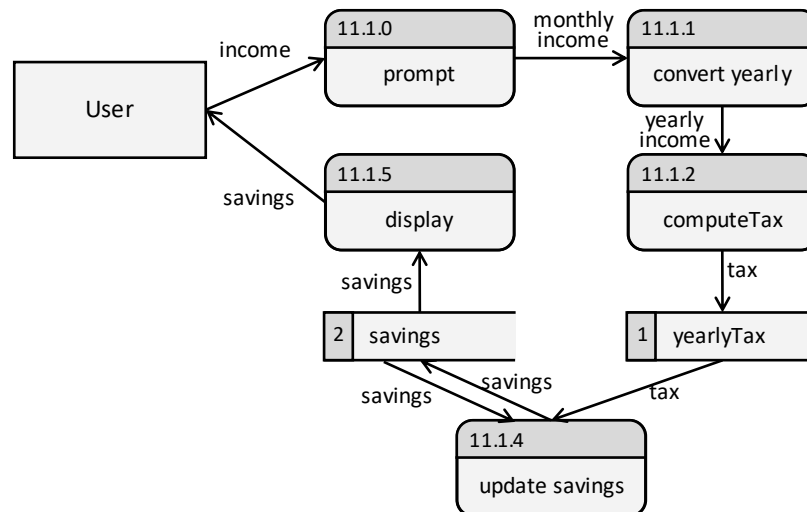 11.1.0
prompt
monthly
income
11.1.1
convert yearly
income
User
yearly
income
11.1.5
display
11.1.2
computeTax
savings
savings
tax
2
savings
1
yearlyTax
savings
savings
tax
11.1.4
update savings